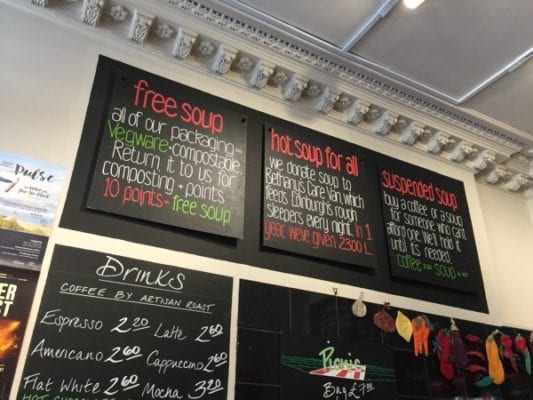 free soup
all of our packaging -
Vegware - compostable.
Return it to us for
composting + points
10 points - free soup
hot soup for all
We donate soup to
Bethany's Care Van, which
feeds Edinburgh's rough
sleepers every night. In 1
year we've given 2300 L
suspended soup
buy a coffee or a soup
for someone who can't
afford one. We'll hold it
until it's needed.
coffee soup
Drinks
COFFEE BY ARTISAN ROAST
Espresso 2.20 Latte 2.60
Americano 2.60 Cappuccino 2.60
Flat White 2.60 Mocha 3.20
Picnic
Bag £7.50
Pulse